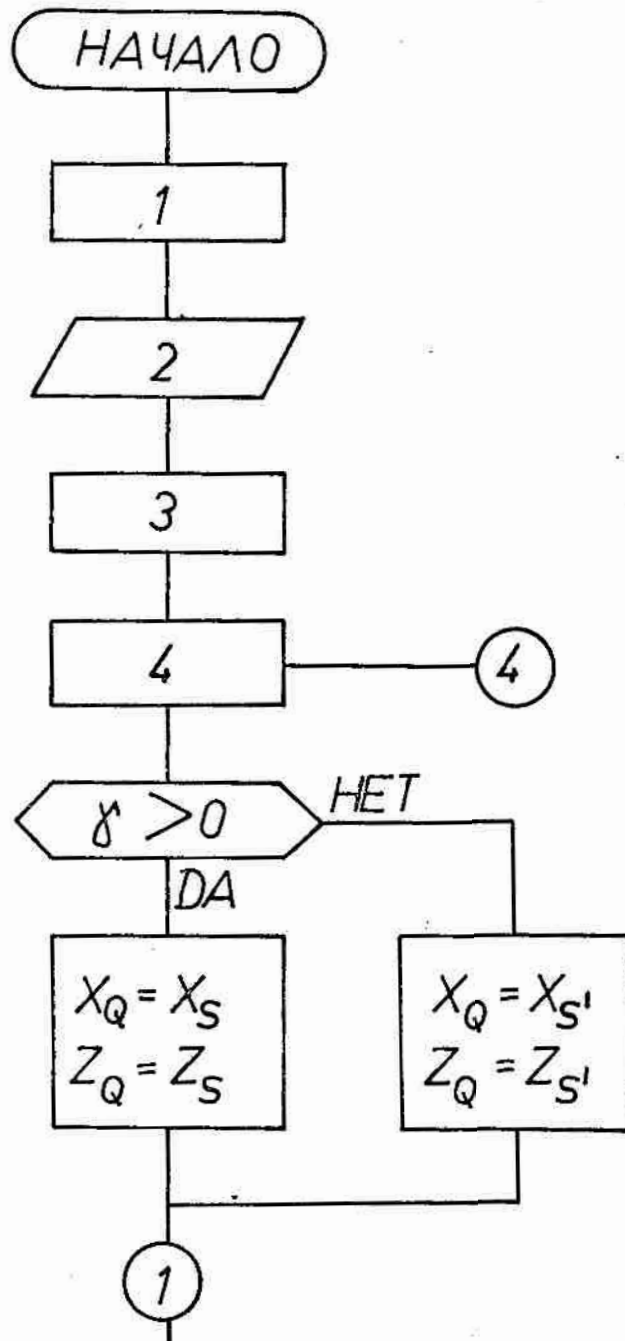 НАЧАЛО
1
2
3
4
4
γ > 0
НЕТ
DA
X_Q = X_S
Z_Q = Z_S
X_Q = X_S'
Z_Q = Z_S'
1